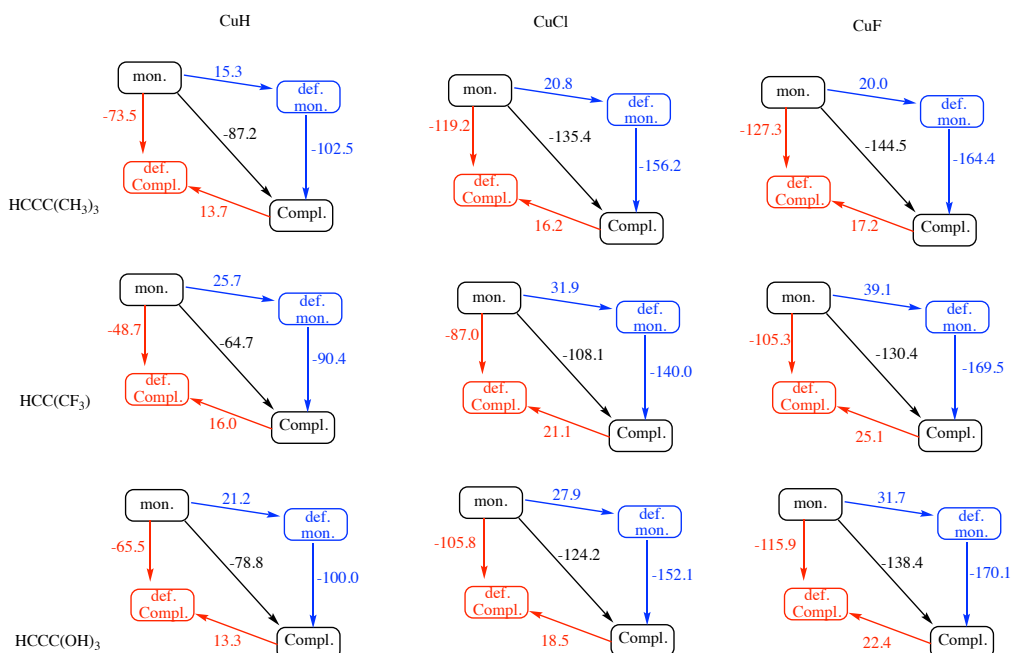 CuH
CuCl
CuF
HCCC(CH3)3
mon.
15.3
def.
mon.
-73.5
-87.2
-102.5
def.
Compl.
13.7
Compl.
mon.
20.8
def.
mon.
-119.2
-135.4
-156.2
def.
Compl.
16.2
Compl.
mon.
20.0
def.
mon.
-127.3
-144.5
-164.4
def.
Compl.
17.2
Compl.
HCC(CF3)
mon.
25.7
def.
mon.
-48.7
-64.7
-90.4
def.
Compl.
16.0
Compl.
mon.
31.9
def.
mon.
-87.0
-108.1
-140.0
def.
Compl.
21.1
Compl.
mon.
39.1
def.
mon.
-105.3
-130.4
-169.5
def.
Compl.
25.1
Compl.
HCCC(OH)3
mon.
21.2
def.
mon.
-65.5
-78.8
-100.0
def.
Compl.
13.3
Compl.
mon.
27.9
def.
mon.
-105.8
-124.2
-152.1
def.
Compl.
18.5
Compl.
mon.
31.7
def.
mon.
-115.9
-138.4
-170.1
def.
Compl.
22.4
Compl.